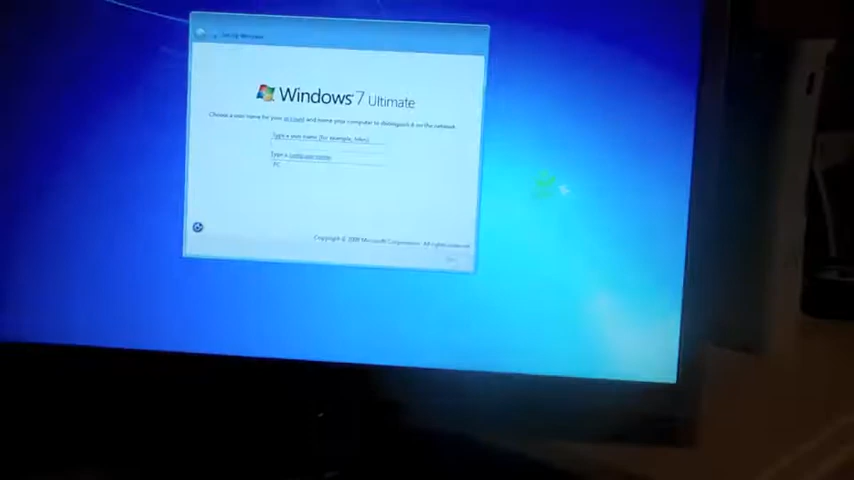 Set Up Windows
Windows 7 Ultimate
Choose a user name for your account and name your computer to distinguish it on the network.
Type a user name (for example, John):
Type a computer name:
PC
Copyright © 2009 Microsoft Corporation. All rights reserved.